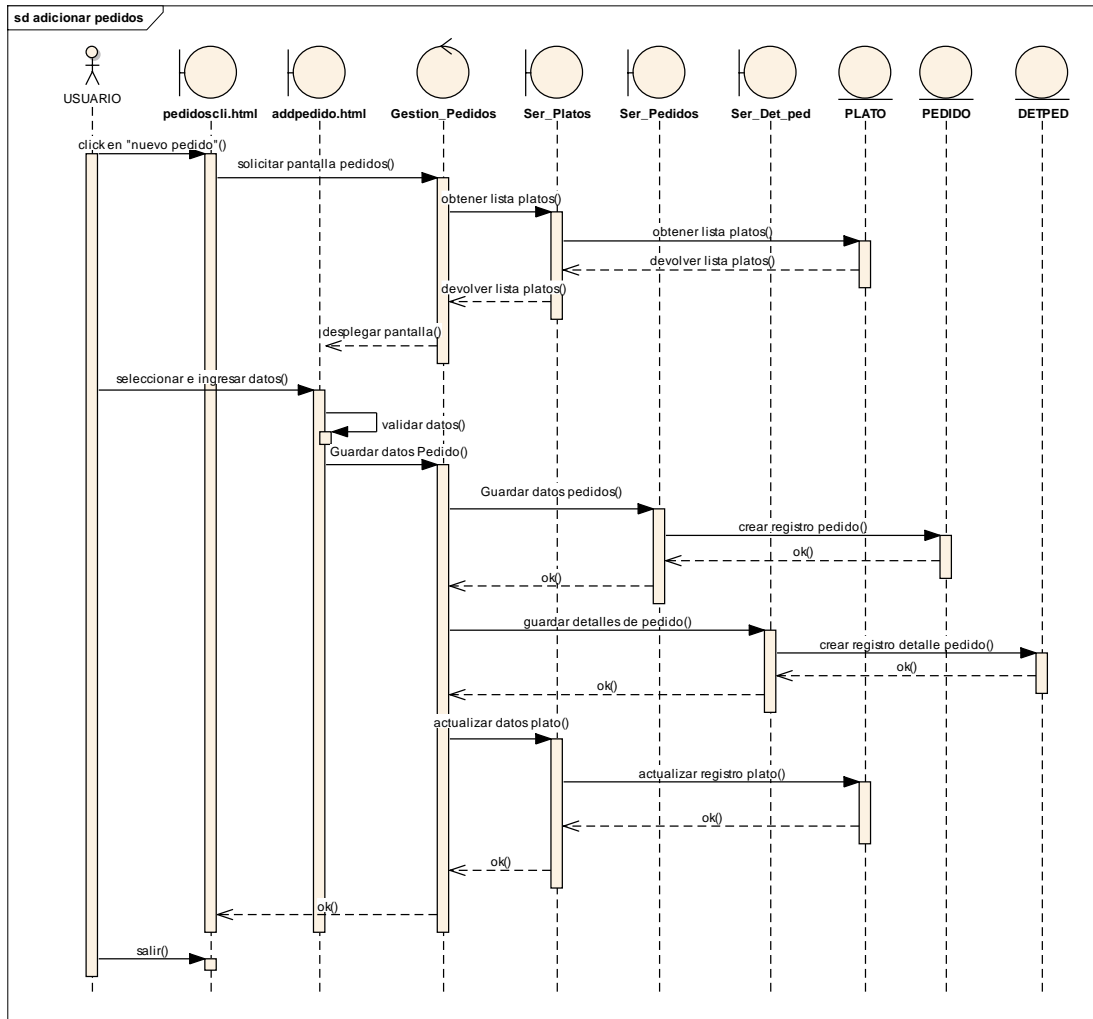 sd adicionar pedidos
USUARIO
pedidoscli.html
addpedido.html
Gestion_Pedidos
Ser_Platos
Ser_Pedidos
Ser_Det_ped
PLATO
PEDIDO
DETPED
click en "nuevo pedido"()
solicitar pantalla pedidos()
obtener lista platos()
obtener lista platos()
devolver lista platos()
devolver lista platos()
desplegar pantalla()
seleccionar e ingresar datos()
validar datos()
Guardar datos Pedido()
Guardar datos pedidos()
crear registro pedido()
ok()
ok()
guardar detalles de pedido()
crear registro detalle pedido()
ok()
ok()
actualizar datos plato()
actualizar registro plato()
ok()
ok()
ok()
salir()